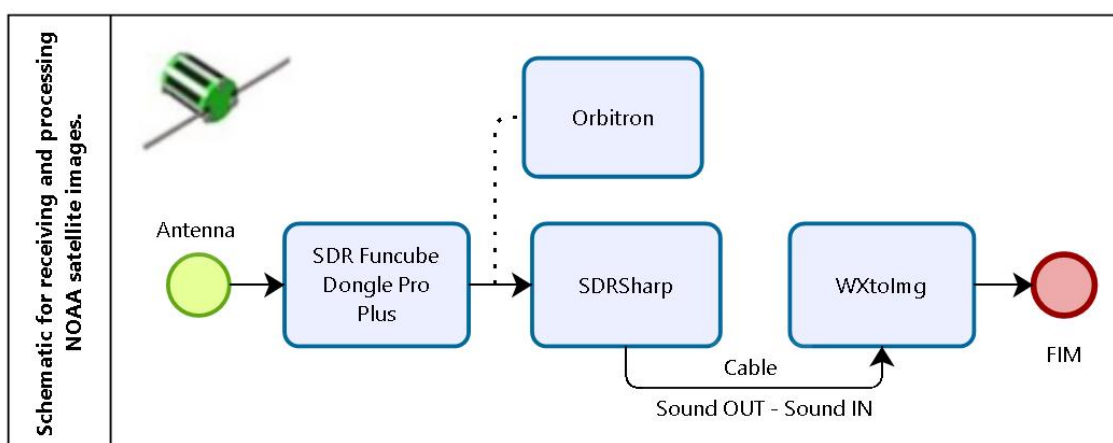 Schematic for receiving and processing
NOAA satellite images.
Orbitron
Antenna
SDR Funcube
Dongle Pro
Plus
SDRSharp
WXtoImg
FIM
Cable
Sound OUT - Sound IN